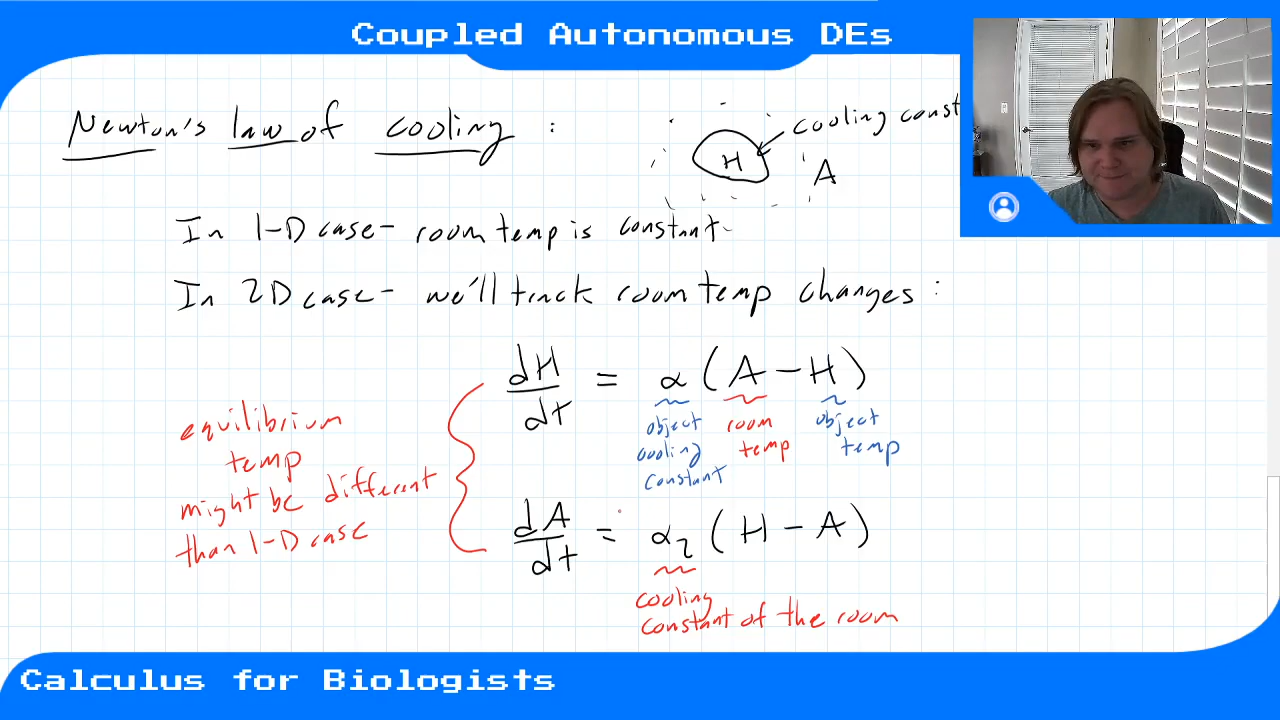 Coupled Autonomous DEs
Newton's law of cooling :
cooling const
H
A
In 1-D case - room temp is constant.
In 2D case - we'll track room temp changes :
dH/dt = α (A - H)
object cooling constant
room temp
object temp
equilibrium
temp
might be different
than 1-D case
dA/dt = α₂ (H - A)
cooling
constant of the room
Calculus for Biologists